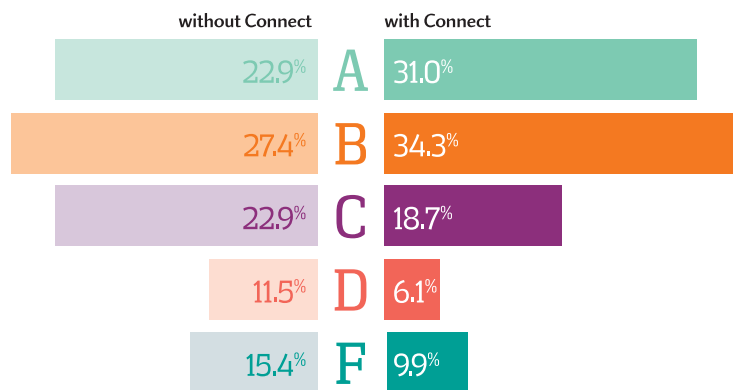 without Connect with Connect
22.9% A 31.0%
27.4% B 34.3%
22.9% C 18.7%
11.5% D 6.1%
15.4% F 9.9%